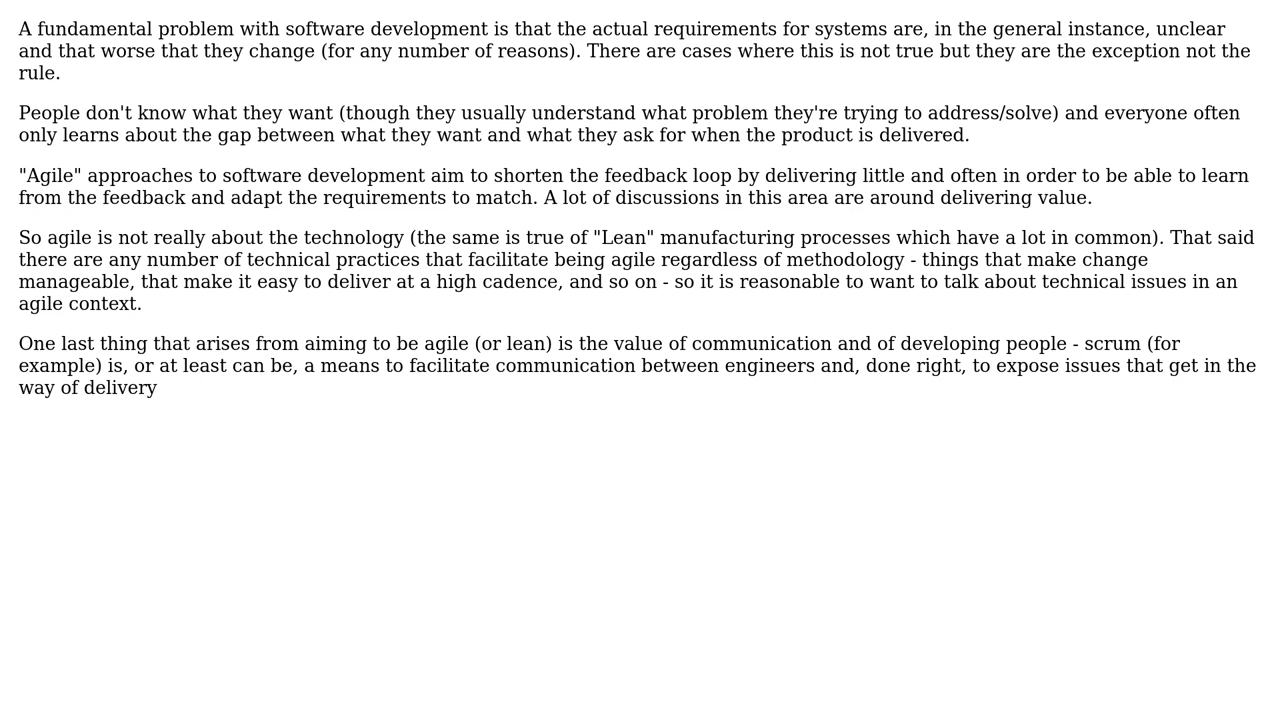 A fundamental problem with software development is that the actual requirements for systems are, in the general instance, unclear
and that worse that they change (for any number of reasons). There are cases where this is not true but they are the exception not the
rule.
People don't know what they want (though they usually understand what problem they're trying to address/solve) and everyone often
only learns about the gap between what they want and what they ask for when the product is delivered.
"Agile" approaches to software development aim to shorten the feedback loop by delivering little and often in order to be able to learn
from the feedback and adapt the requirements to match. A lot of discussions in this area are around delivering value.
So agile is not really about the technology (the same is true of "Lean" manufacturing processes which have a lot in common). That said
there are any number of technical practices that facilitate being agile regardless of methodology - things that make change
manageable, that make it easy to deliver at a high cadence, and so on - so it is reasonable to want to talk about technical issues in an
agile context.
One last thing that arises from aiming to be agile (or lean) is the value of communication and of developing people - scrum (for
example) is, or at least can be, a means to facilitate communication between engineers and, done right, to expose issues that get in the
way of delivery